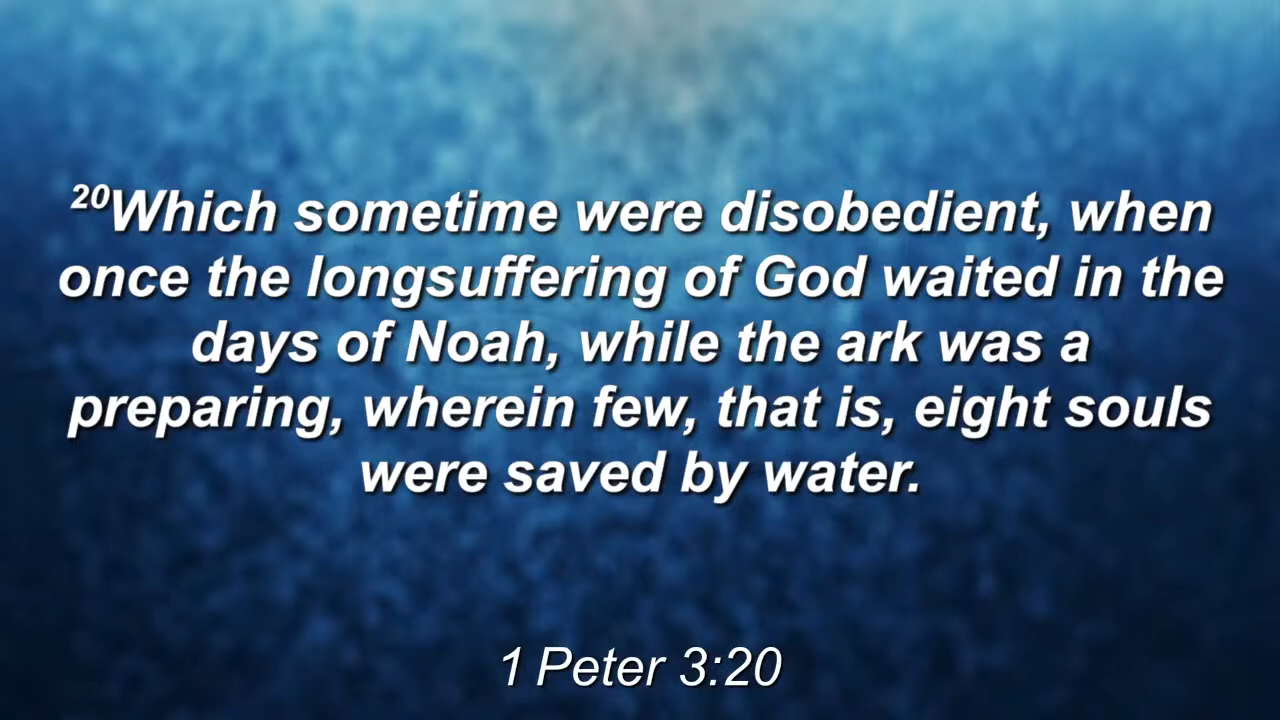 20Which sometime were disobedient, when
once the longsuffering of God waited in the
days of Noah, while the ark was a
preparing, wherein few, that is, eight souls
were saved by water.
1 Peter 3:20